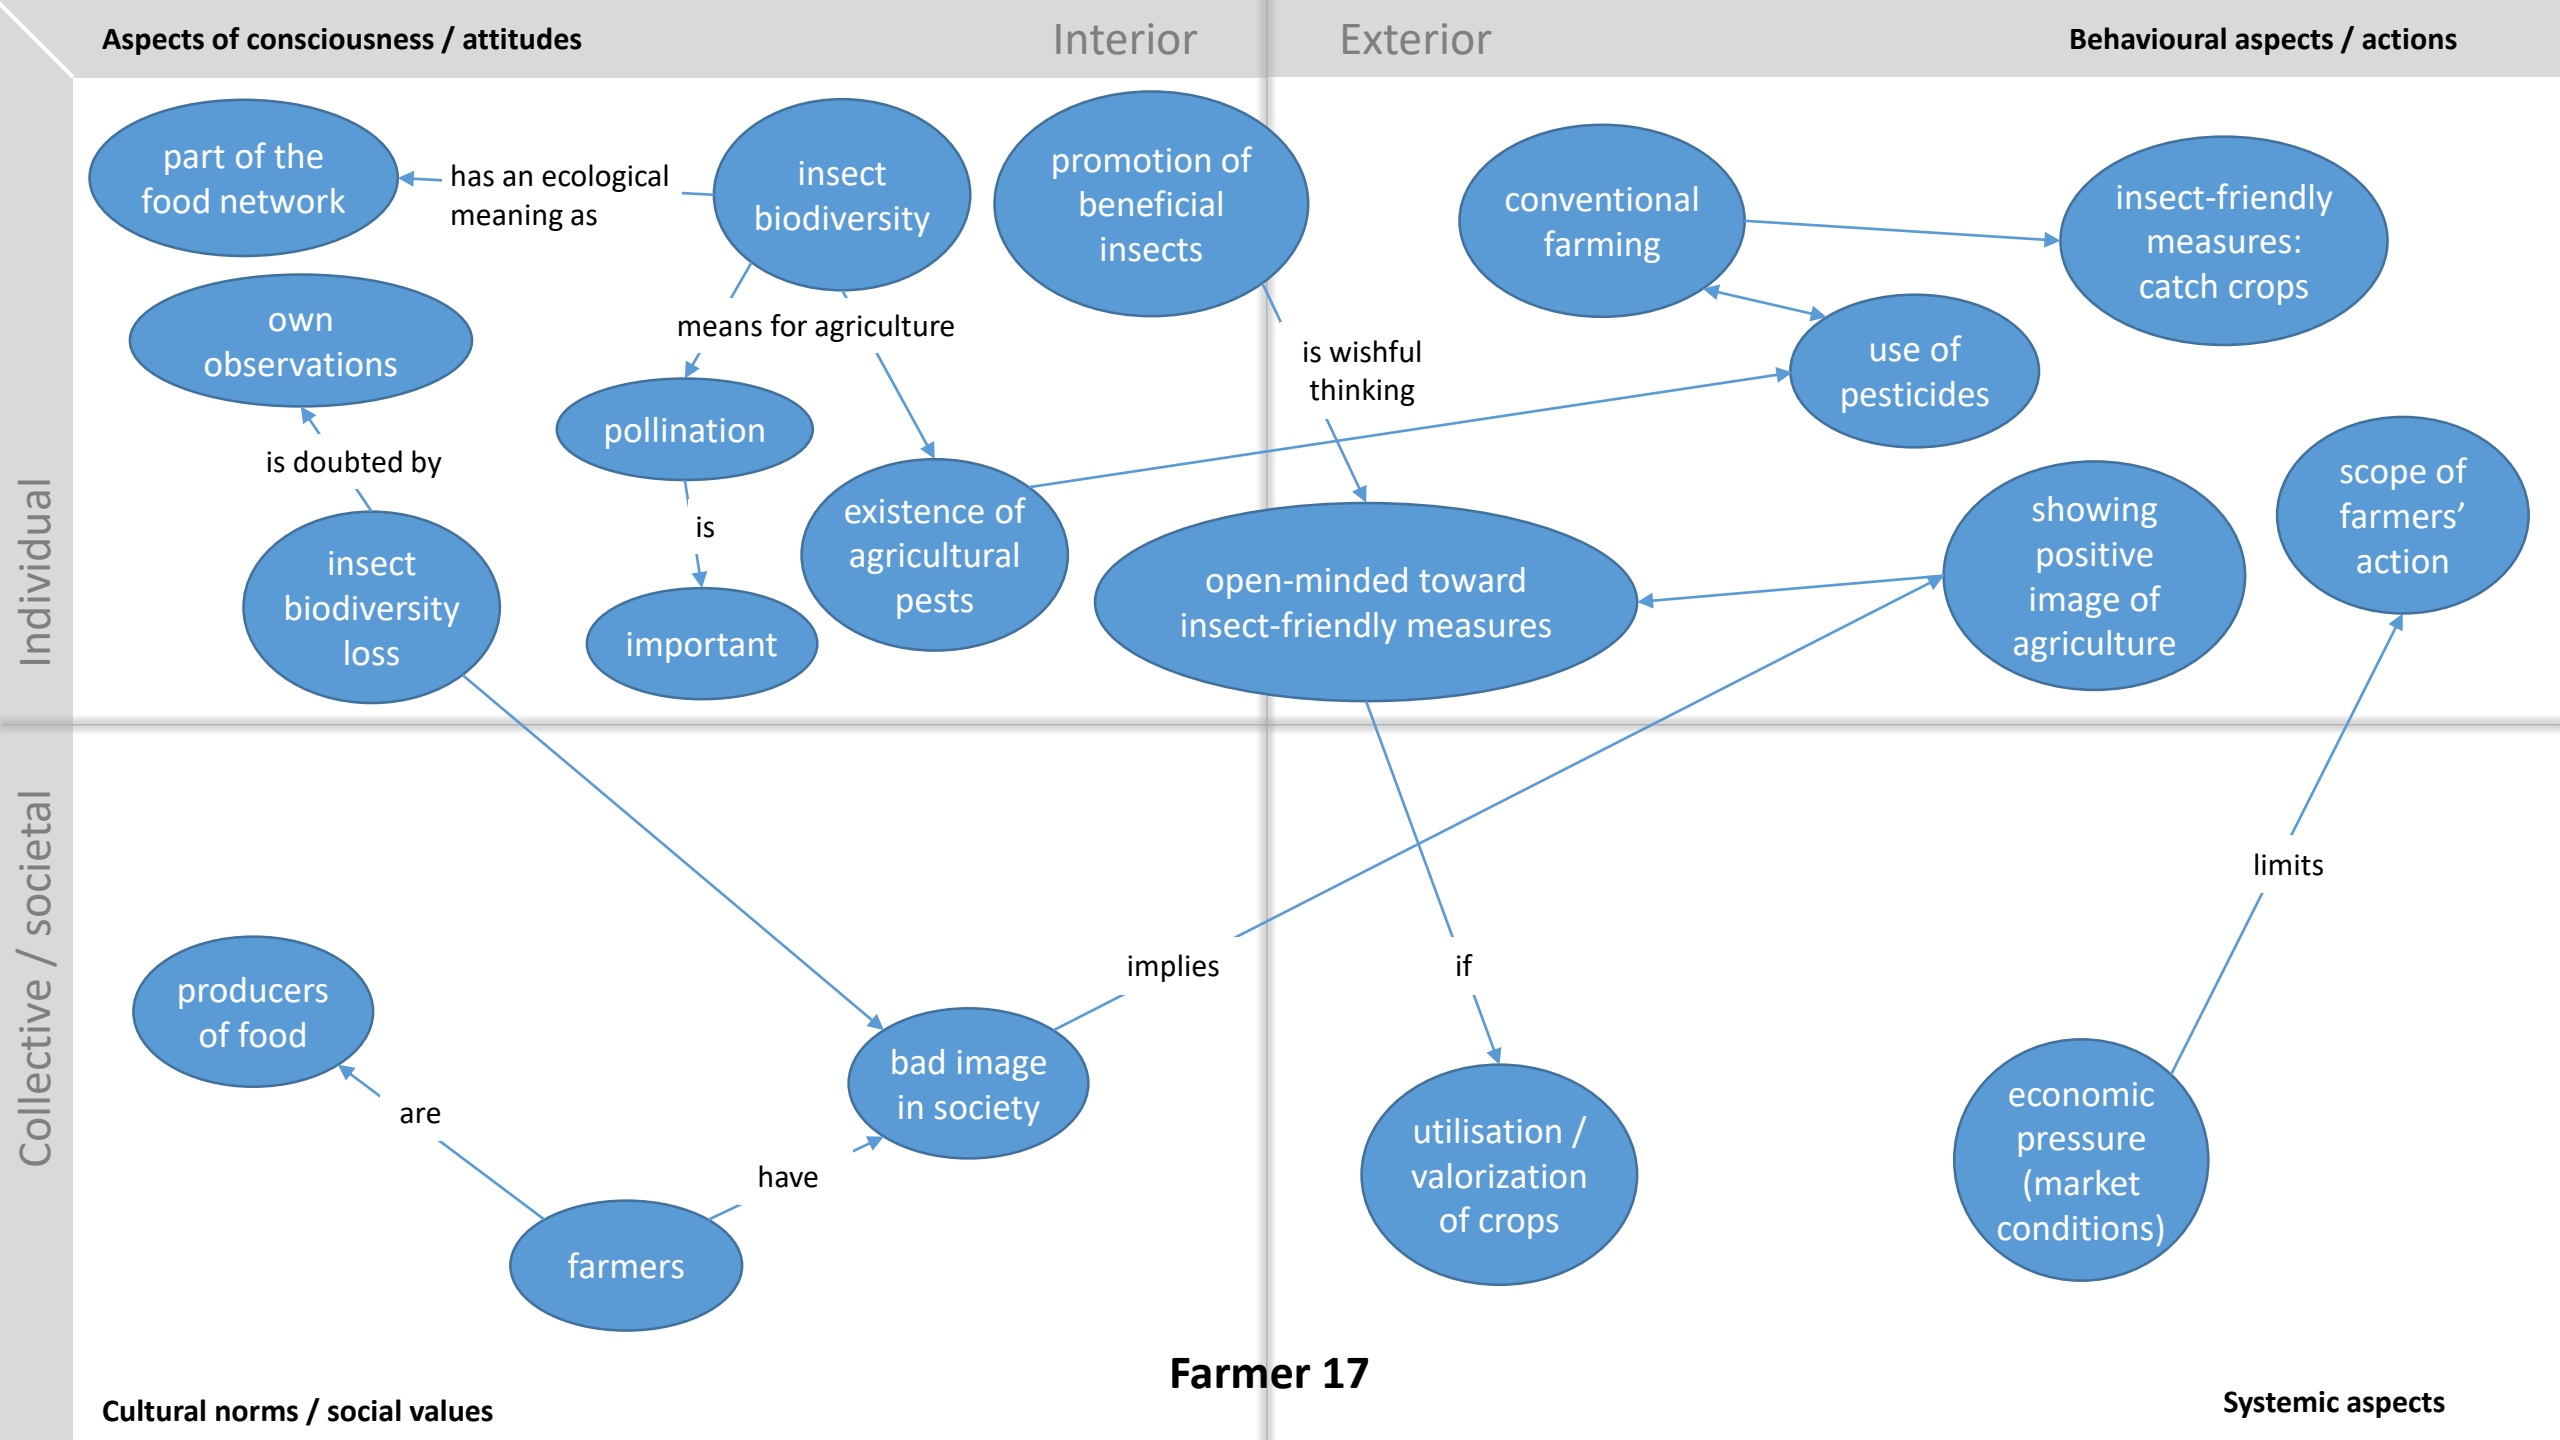 Aspects of consciousness / attitudes
Interior
Exterior
Behavioural aspects / actions
Individual
Collective / societal
part of the
food network
has an ecological
meaning as
insect
biodiversity
promotion of
beneficial
insects
conventional
farming
insect-friendly
measures:
catch crops
own
observations
means for agriculture
is wishful
thinking
use of
pesticides
is doubted by
pollination
is
important
existence of
agricultural
pests
insect
biodiversity
loss
open-minded toward
insect-friendly measures
showing
positive
image of
agriculture
scope of
farmers’
action
limits
implies
if
producers
of food
are
farmers
have
bad image
in society
utilisation /
valorization
of crops
economic
pressure
(market
conditions)
Farmer 17
Cultural norms / social values
Systemic aspects